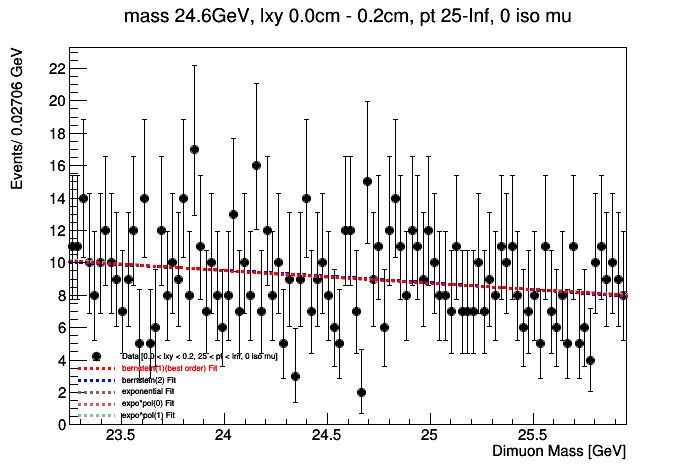 mass 24.6GeV, lxy 0.0cm - 0.2cm, pt 25-Inf, 0 iso mu
Events/ 0.02706 GeV
22
20
18
16
14
12
10
8
6
4
2
0
Data [0.0 < lxy < 0.2, 25 < pt < Inf, 0 iso mu]
bernstein(1)(best order) Fit
bernstein(2) Fit
exponential Fit
expo*pol(0) Fit
expo*pol(1) Fit
23.5 24 24.5 25 25.5
Dimuon Mass [GeV]